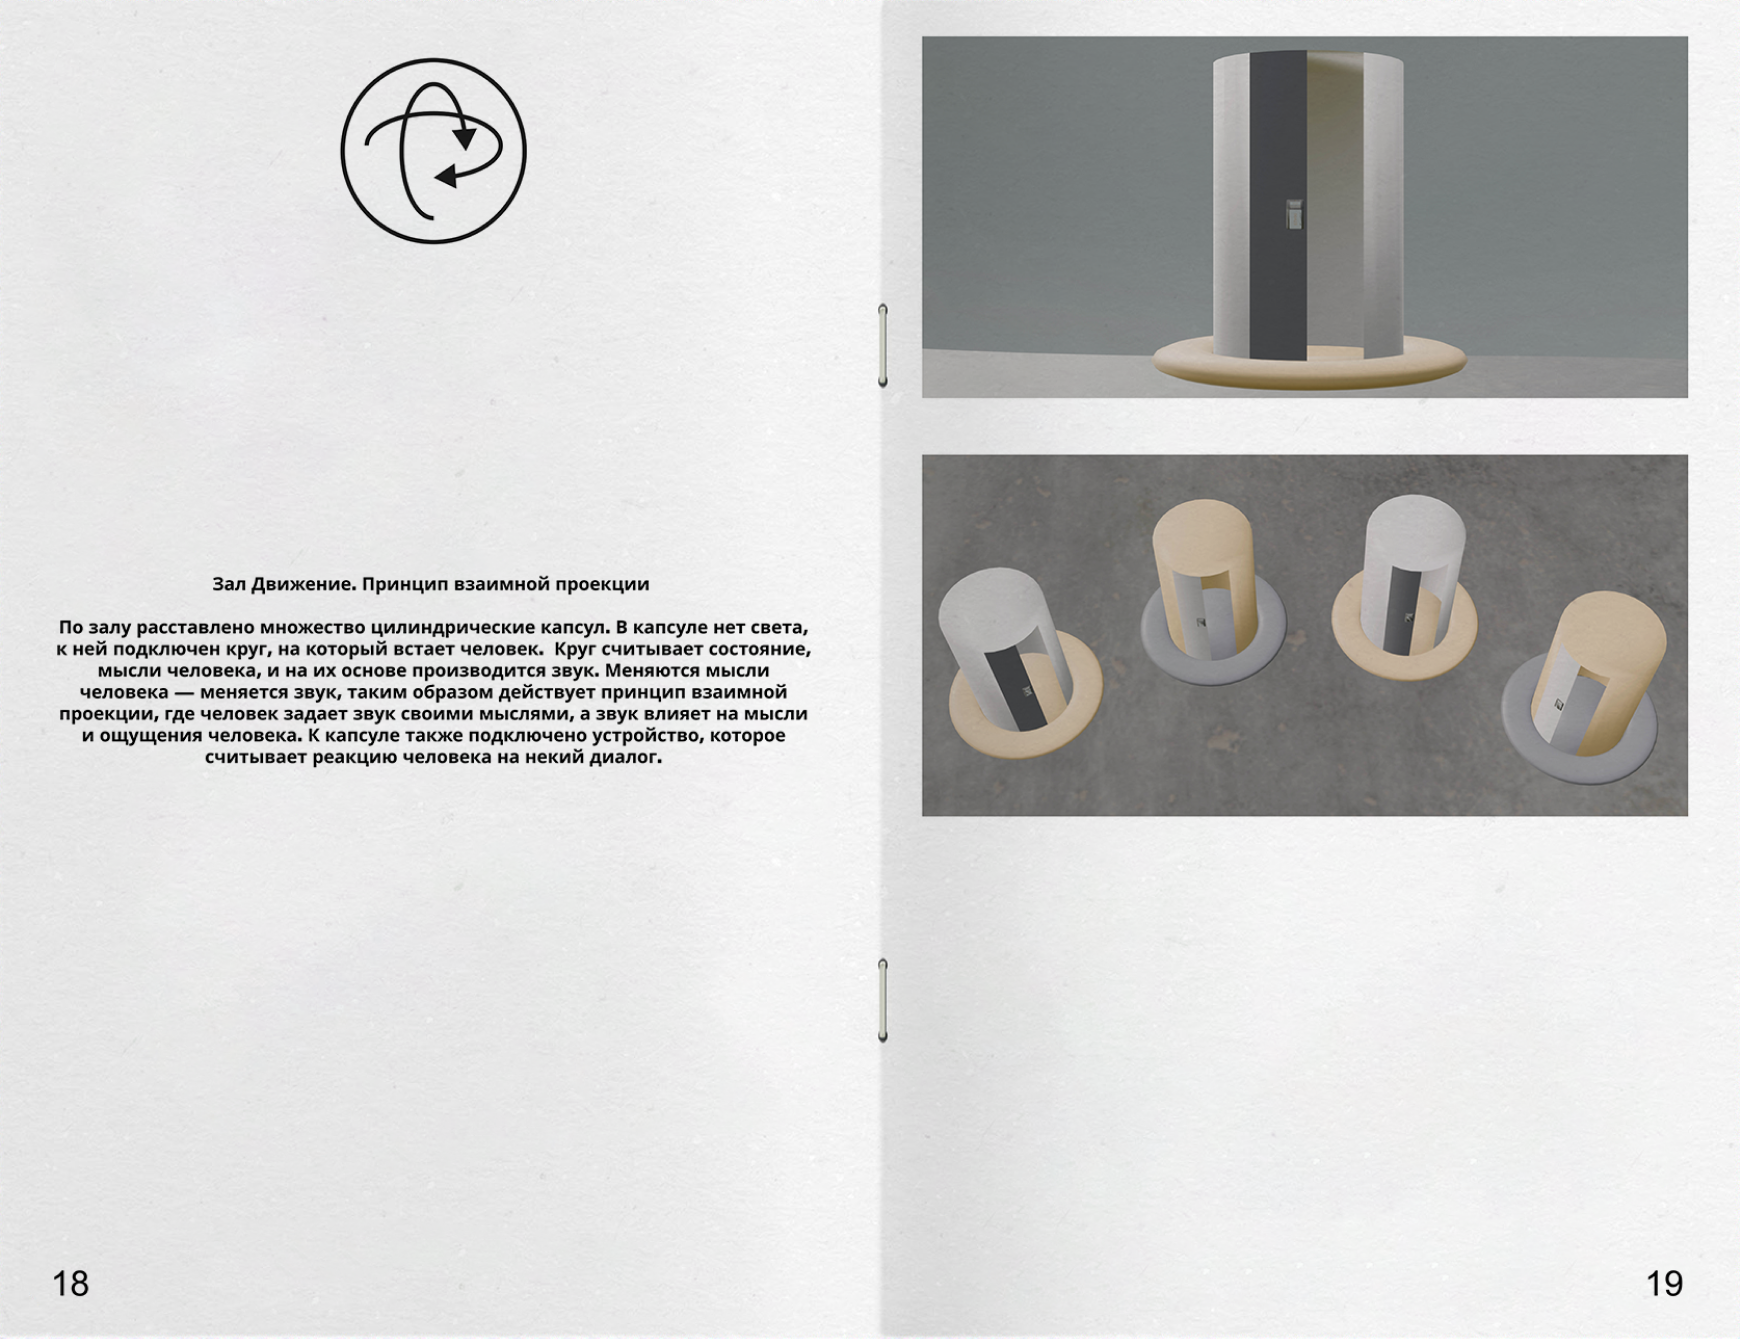 Зал Движение. Принцип взаимной проекции
По залу расставлено множество цилиндрические капсул. В капсуле нет света,
к ней подключен круг, на который встает человек. Круг считывает состояние,
мысли человека, и на их основе производится звук. Меняются мысли
человека — меняется звук, таким образом действует принцип взаимной
проекции, где человек задает звук своими мыслями, а звук влияет на мысли
и ощущения человека. К капсуле также подключено устройство, которое
считывает реакцию человека на некий диалог.
18
19